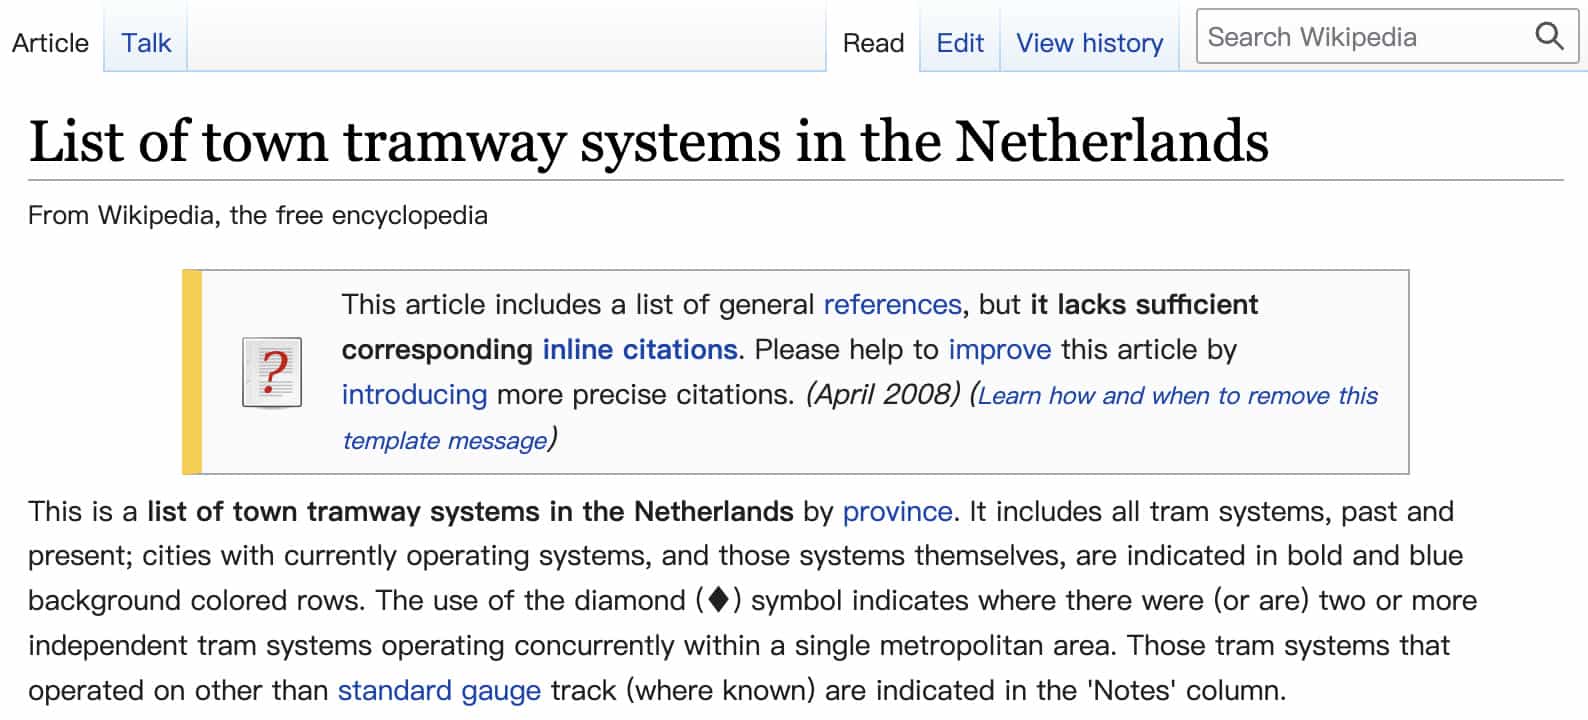 Article Talk Read Edit View history Search Wikipedia
List of town tramway systems in the Netherlands
From Wikipedia, the free encyclopedia
This article includes a list of general references, but it lacks sufficient
corresponding inline citations. Please help to improve this article by
introducing more precise citations. (April 2008) (Learn how and when to remove this
template message)
This is a list of town tramway systems in the Netherlands by province. It includes all tram systems, past and
present; cities with currently operating systems, and those systems themselves, are indicated in bold and blue
background colored rows. The use of the diamond (♦) symbol indicates where there were (or are) two or more
independent tram systems operating concurrently within a single metropolitan area. Those tram systems that
operated on other than standard gauge track (where known) are indicated in the 'Notes' column.